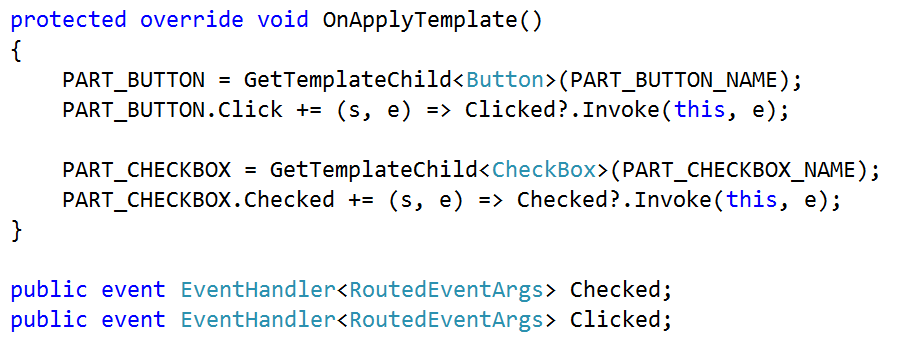 protected override void OnApplyTemplate()
{
    PART_BUTTON = GetTemplateChild<Button>(PART_BUTTON_NAME);
    PART_BUTTON.Click += (s, e) => Clicked?.Invoke(this, e);

    PART_CHECKBOX = GetTemplateChild<CheckBox>(PART_CHECKBOX_NAME);
    PART_CHECKBOX.Checked += (s, e) => Checked?.Invoke(this, e);
}

public event EventHandler<RoutedEventArgs> Checked;
public event EventHandler<RoutedEventArgs> Clicked;